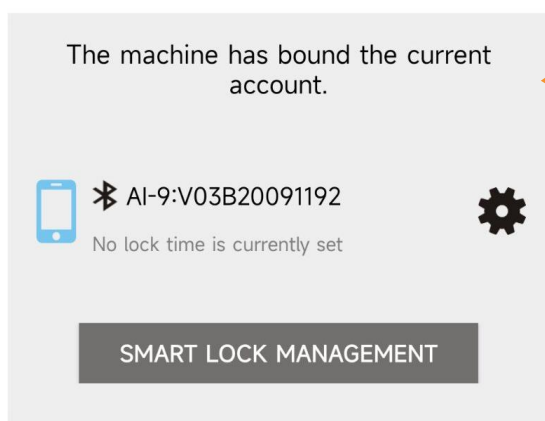 The machine has bound the current
account.
AI-9:V03B20091192
No lock time is currently set
SMART LOCK MANAGEMENT